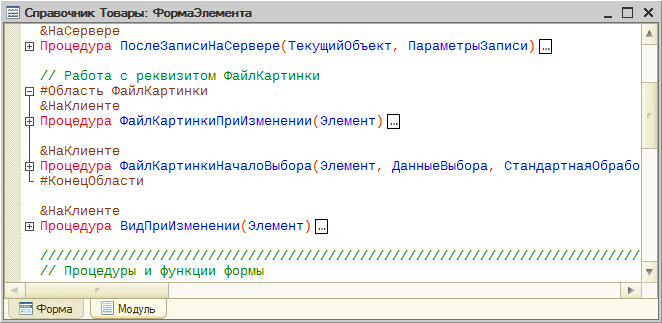 Справочник Товары: ФормаЭлемента
&НаСервере
Процедура ПослеЗаписиНаСервере(ТекущийОбъект, ПараметрыЗаписи)...
// Работа с реквизитом ФайлКартинки
#Область ФайлКартинки
&НаКлиенте
Процедура ФайлКартинкиПриИзменении(Элемент)...
&НаКлиенте
Процедура ФайлКартинкиНачалоВыбора(Элемент, ДанныеВыбора, СтандартнаяОбрабо
#КонецОбласти
&НаКлиенте
Процедура ВидПриИзменении(Элемент)...
////////////////////////////////////////////////////////////////////////////
// Процедуры и функции формы
Форма
Модуль